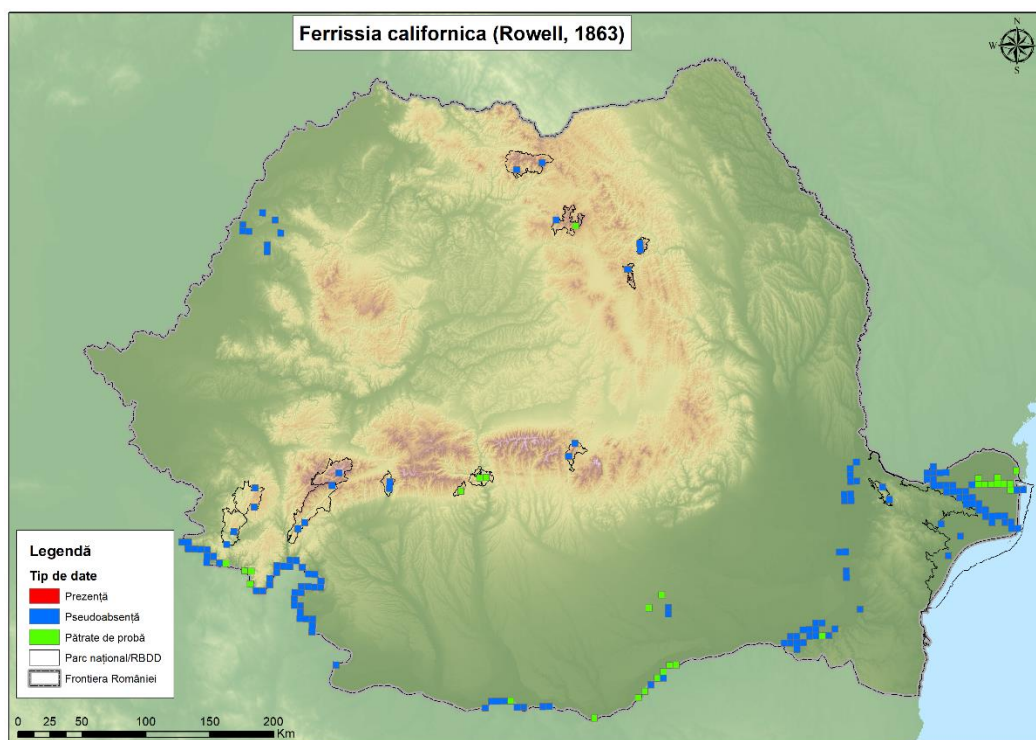 Ferrissia californica (Rowell, 1863)
N
W E
S
Legendă
Tip de date
Prezență
Pseudoabsență
Pătrate de probă
Parc național/RBDD
Frontiera României
0 25 50 100 150 200
Km